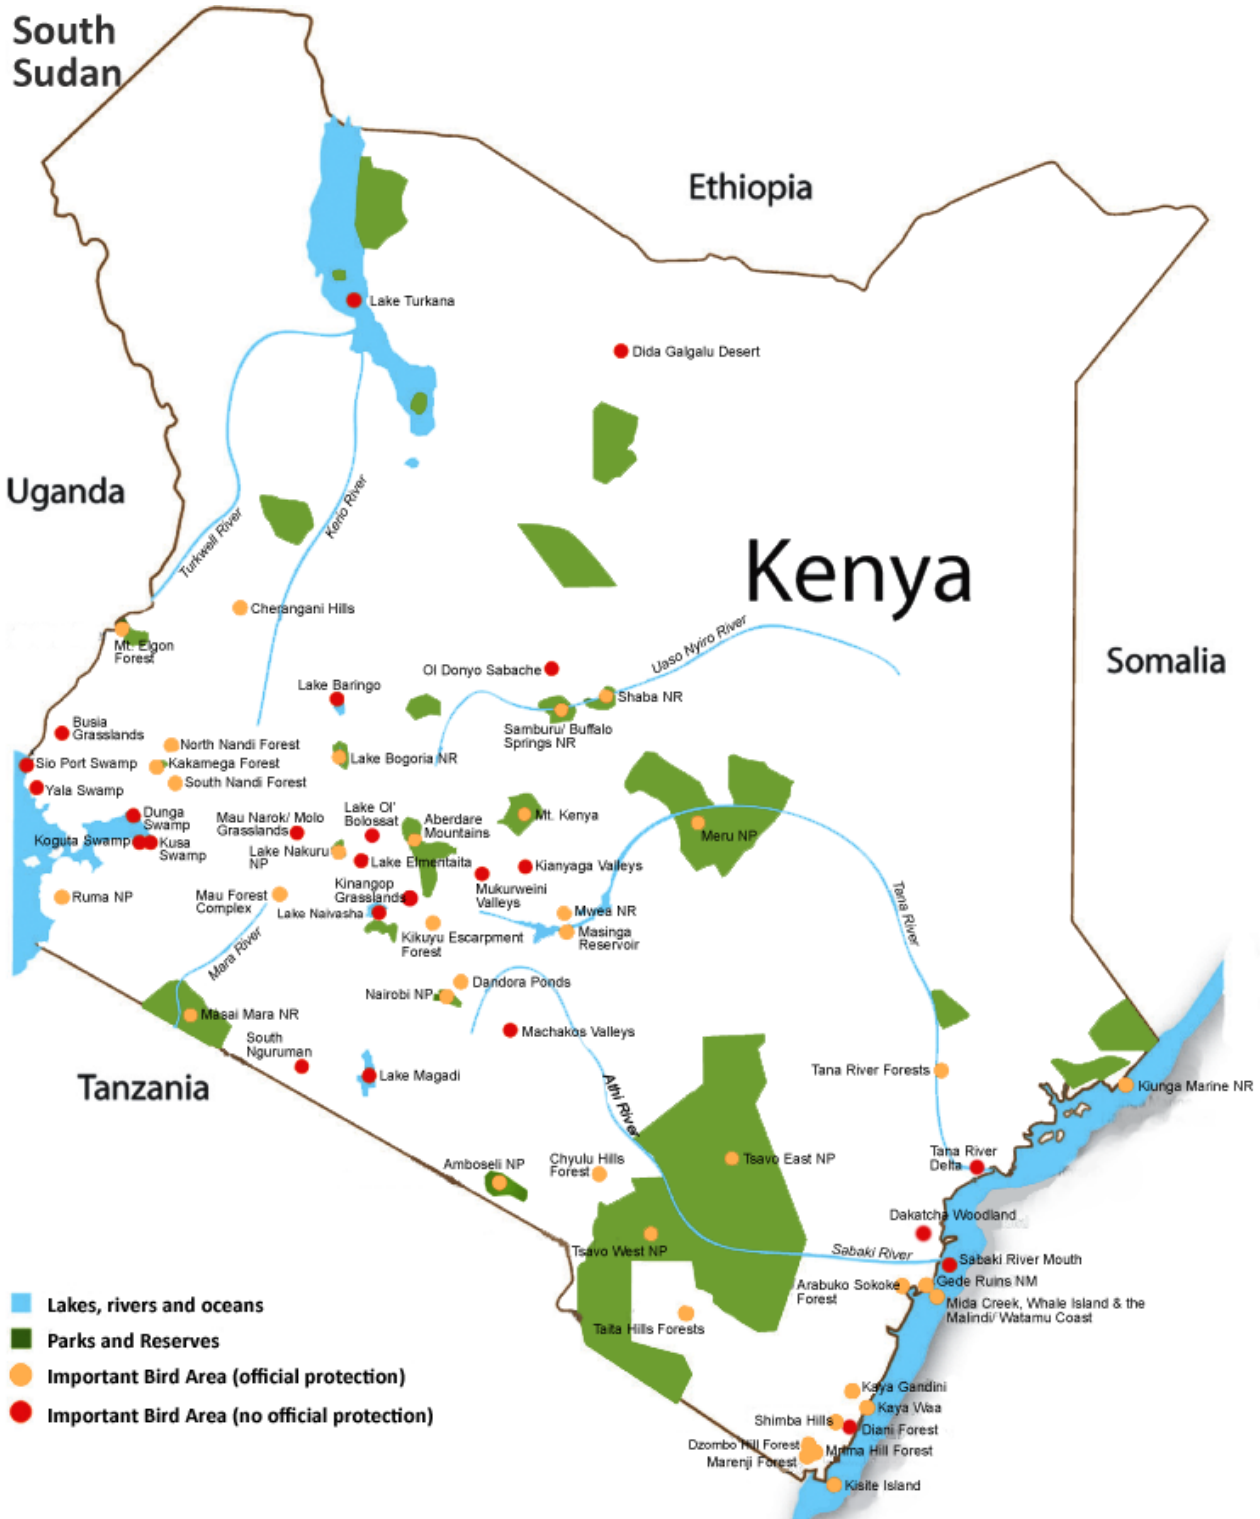 South
Sudan
Ethiopia
Lake Turkana
Dida Galgalu Desert
Uganda
Turkwell River
Kerio River
Kenya
Cherangani Hills
Mt. Elgon
Forest
Uaso Nyiro River
Somalia
Ol Donyo Sabache
Lake Baringo
Shaba NR
Samburu/ Buffalo
Springs NR
Busia
Grasslands
North Nandi Forest
Lake Bogoria NR
Sio Port Swamp
Kakamega Forest
South Nandi Forest
Yala Swamp
Dunga
Swamp
Mau Narok/ Molo
Grasslands
Lake Ol'
Bolossat
Aberdare
Mountains
Mt. Kenya
Meru NP
Koguta Swamp
Kusa
Swamp
Lake Nakuru
NP
Lake Elmentaita
Kianyaga Valleys
Kinangop
Grasslands
Mukurweini
Valleys
Ruma NP
Mau Forest
Complex
Lake Naivasha
Mwea NR
Tana River
Kikuyu Escarpment
Forest
Masinga
Reservoir
Mara River
Dandora Ponds
Nairobi NP
Masai Mara NR
South
Nguruman
Machakos Valleys
Lake Magadi
Tanzania
Athi River
Tana River Forests
Kiunga Marine NR
Amboseli NP
Chyulu Hills
Forest
Tsavo East NP
Tana River
Delta
Dakatcha Woodland
Tsavo West NP
Sabaki River
Sabaki River Mouth
Arabuko Sokoke
Forest
Gede Ruins NM
Mida Creek, Whale Island & the
Malindi/ Watamu Coast
Taita Hills Forests
Lakes, rivers and oceans
Parks and Reserves
Important Bird Area (official protection)
Important Bird Area (no official protection)
Kaya Gandini
Kaya Waa
Shimba Hills
Diani Forest
Dzombo Hill Forest
Mrima Hill Forest
Marenji Forest
Kisite Island